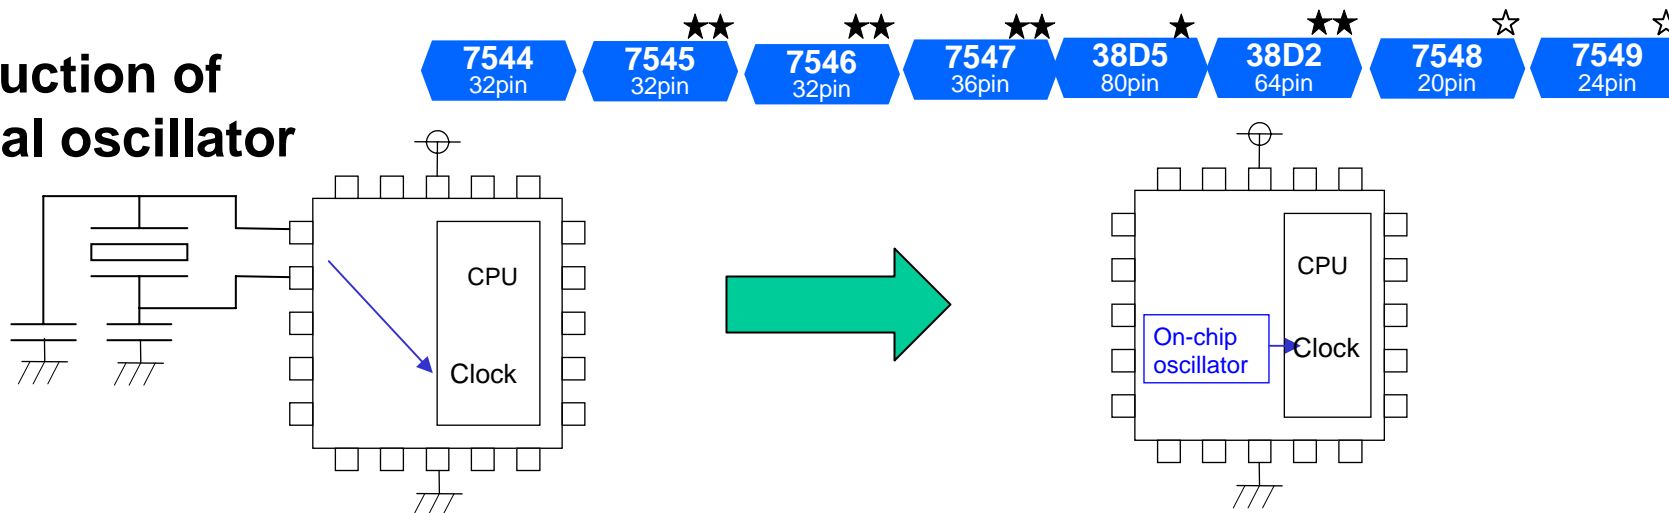 ★★ ★★ ★★ ★ ★★ ☆ ☆
7544 7545 7546 7547 38D5 38D2 7548 7549
32pin 32pin 32pin 36pin 80pin 64pin 20pin 24pin
uction of
al oscillator
CPU
Clock
CPU
On-chip
oscillator
Clock